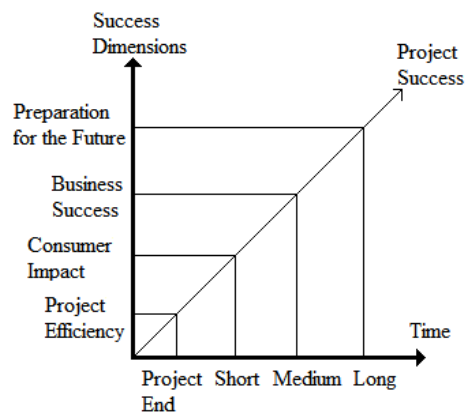 Success
Dimensions
Project
Success
Preparation
for the Future
Business
Success
Consumer
Impact
Project
Efficiency
Time
Project Short Medium Long
End